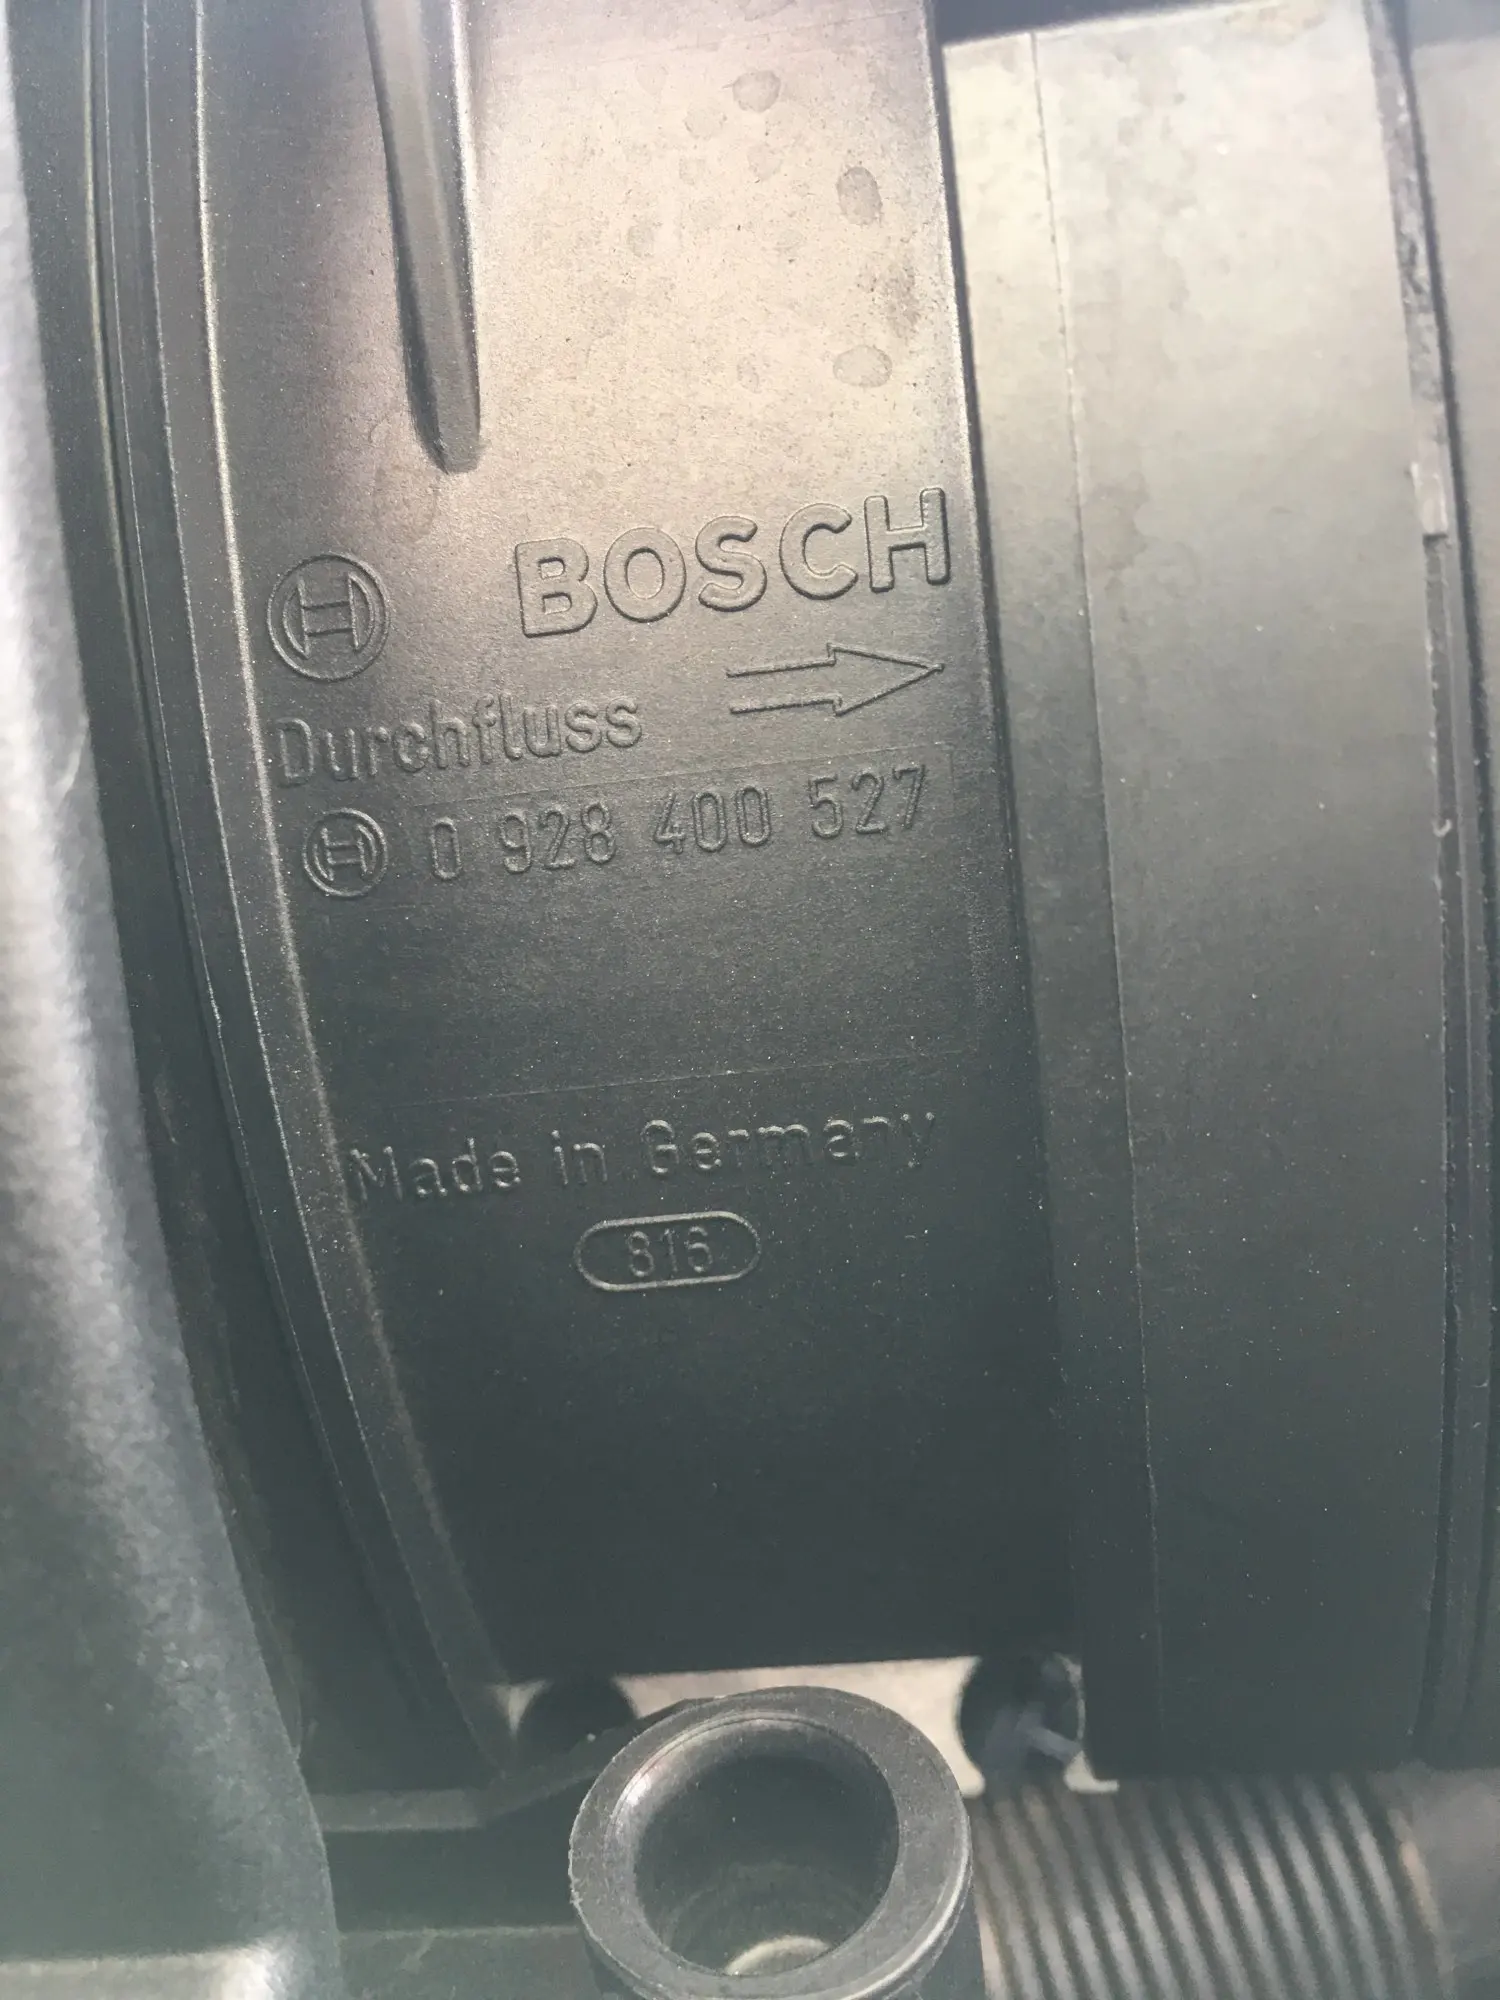 BOSCH
Durchfluss
0 928 400 527
Made in Germany
816